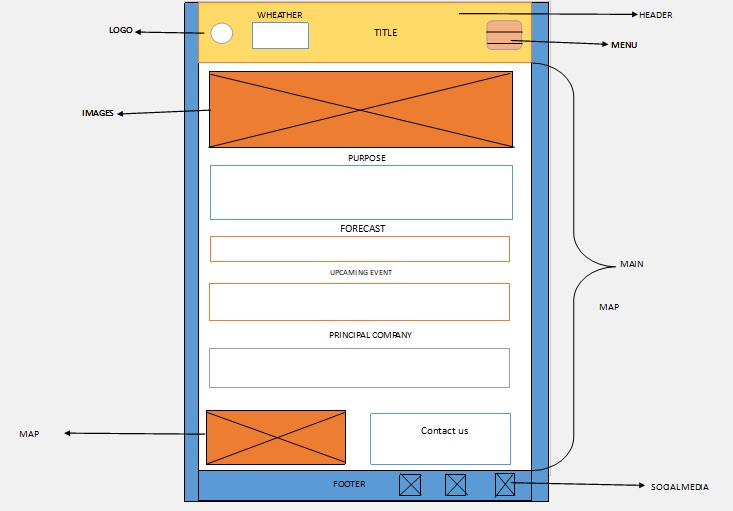 WHEATHER
HEADER
LOGO
TITLE
MENU
IMAGES
PURPOSE
FORECAST
UPCAMING EVENT
MAIN
MAP
PRINCIPAL COMPANY
MAP
Contact us
FOOTER
SOCIALMEDIA